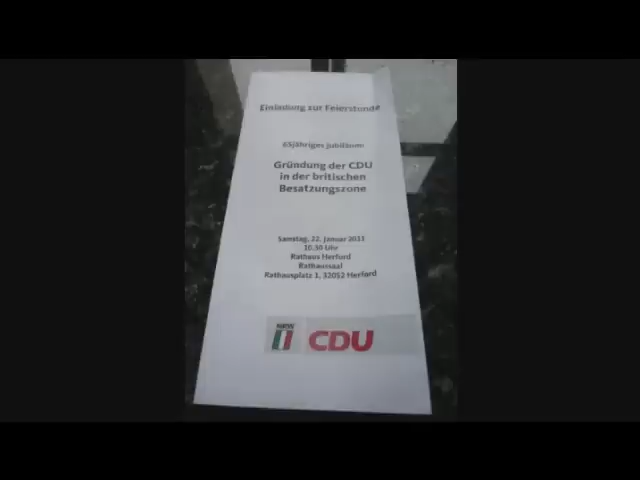 Einladung zur Feierstunde
65jähriges Jubiläum
Gründung der CDU
in der britischen
Besatzungszone
Samstag, 22. Januar 2011
10.30 Uhr
Rathaus Herford
Rathaussaal
Rathausplatz 1, 32052 Herford
NRW
CDU